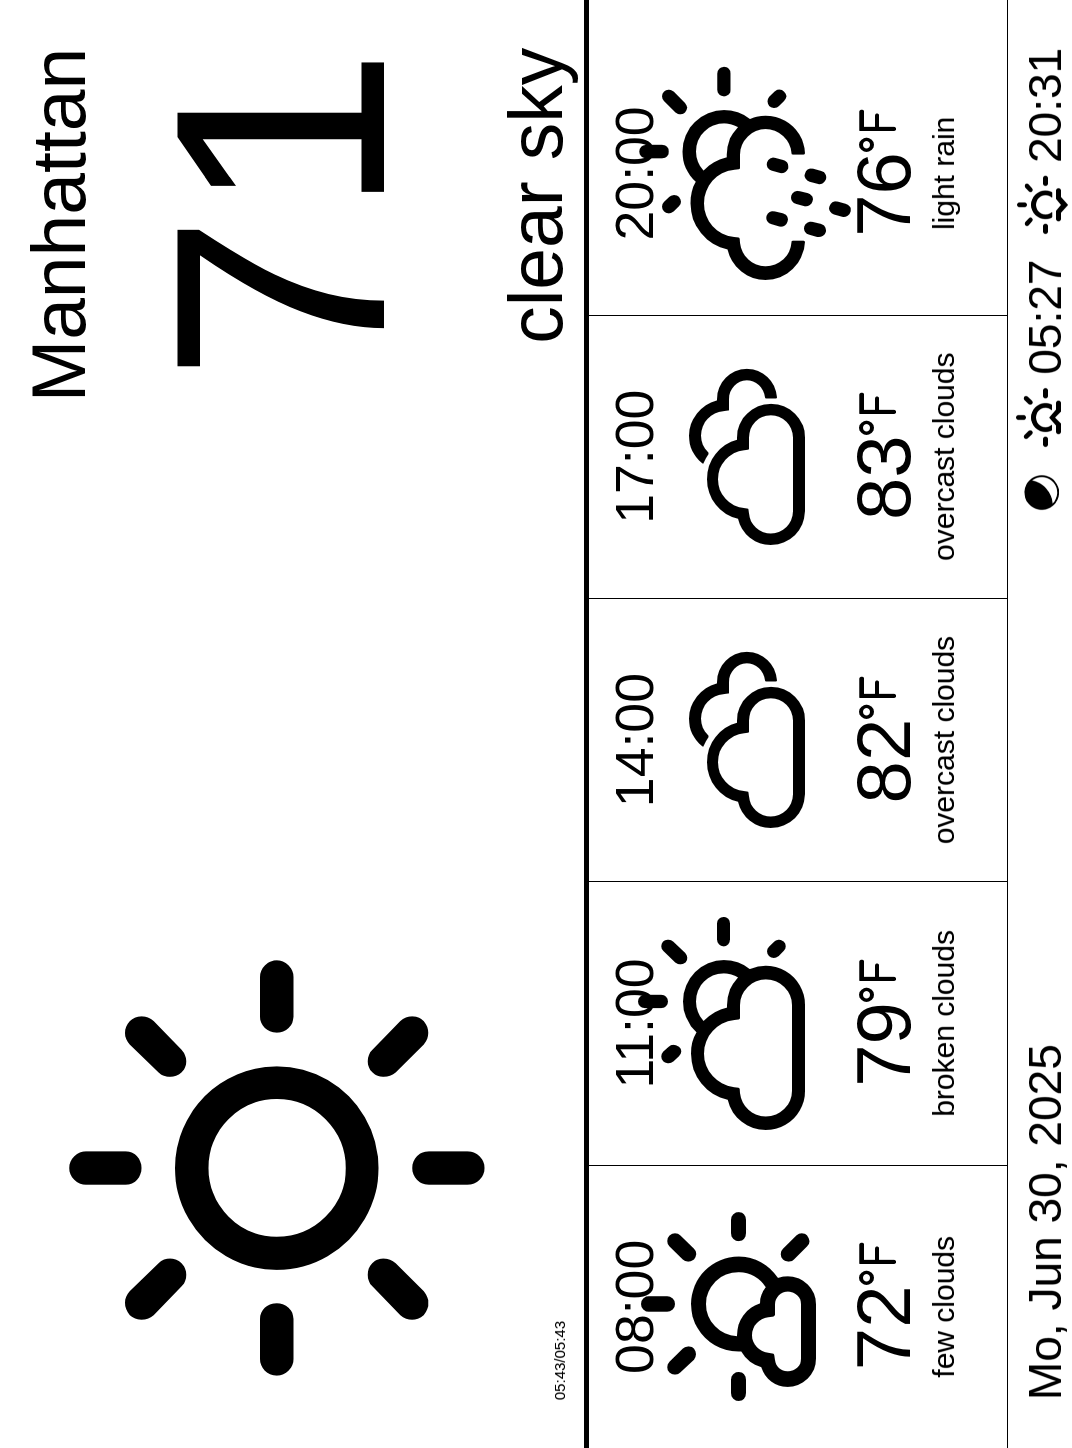 Manhattan
71
clear sky
05:43/05:43
08:00
72°F
few clouds
11:00
79°F
broken clouds
14:00
82°F
overcast clouds
17:00
83°F
overcast clouds
20:00
76°F
light rain
Mo, Jun 30, 2025
05:27 20:31